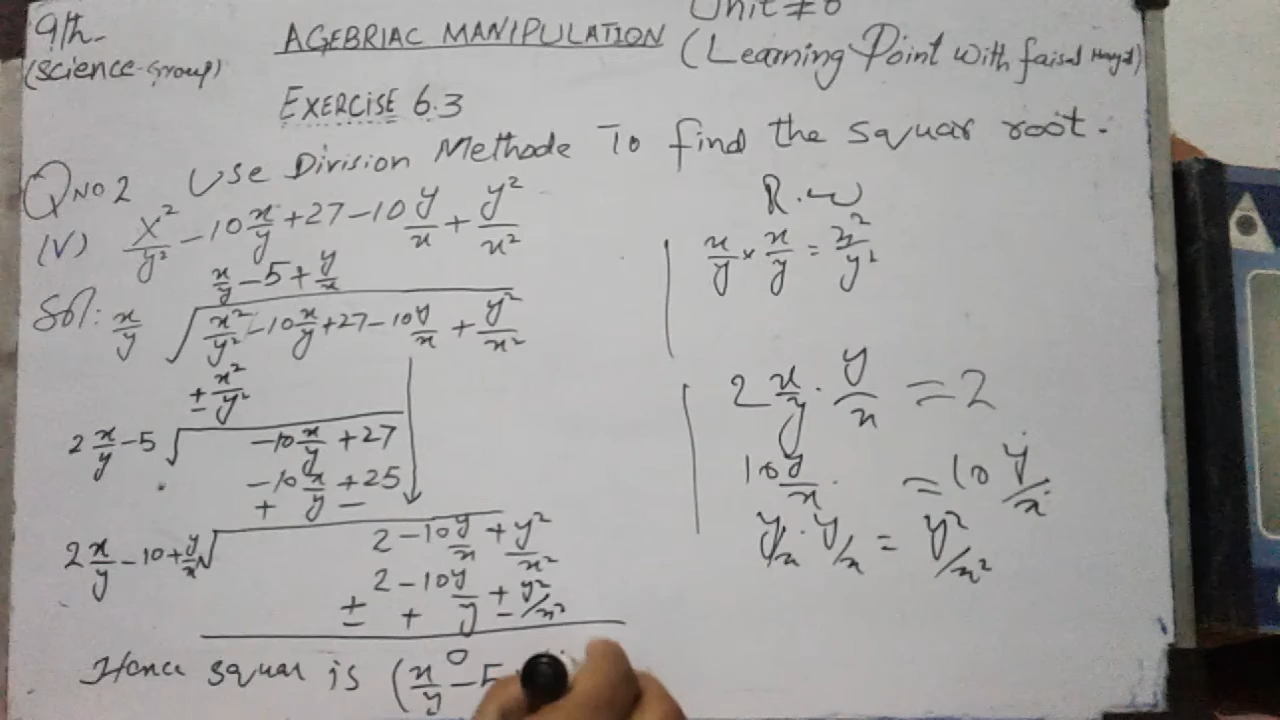 9th- Unit #6
(science-group) AGEBRIAC MANIPULATION (Learning Point with faisal
EXERCISE 6.3
Q NO 2 Use Division Methode To find the squar root.
(V) x²/y² - 10 x/y + 27 - 10 y/x + y²/x²
x/y - 5 + y/x
Sol: x/y √ x²/y² - 10 x/y + 27 - 10 y/x + y²/x²
± x²/y²
2 x/y - 5 √ -10 x/y + 27
-10 x/y + 25
+ -
2 x/y - 10 + y/x √ 2 - 10 y/x + y²/x²
2 - 10 y/y + y²/x²
± + -
0
Hence squar is (x/y - 5
R.W
x/y × x/y = x²/y²
2 x/y · y/x = 2
10 y/x = 10 y/x
y/x · y/x = y²/x²